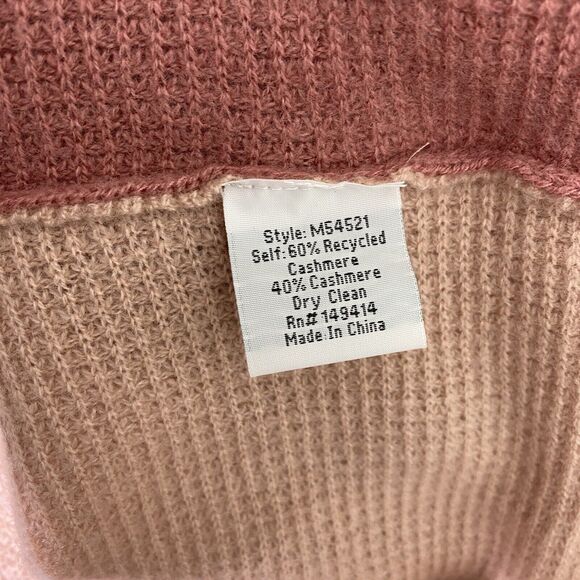 Style: M54521
Self: 60% Recycled
Cashmere
40% Cashmere
Dry Clean
Rn# 149414
Made In China